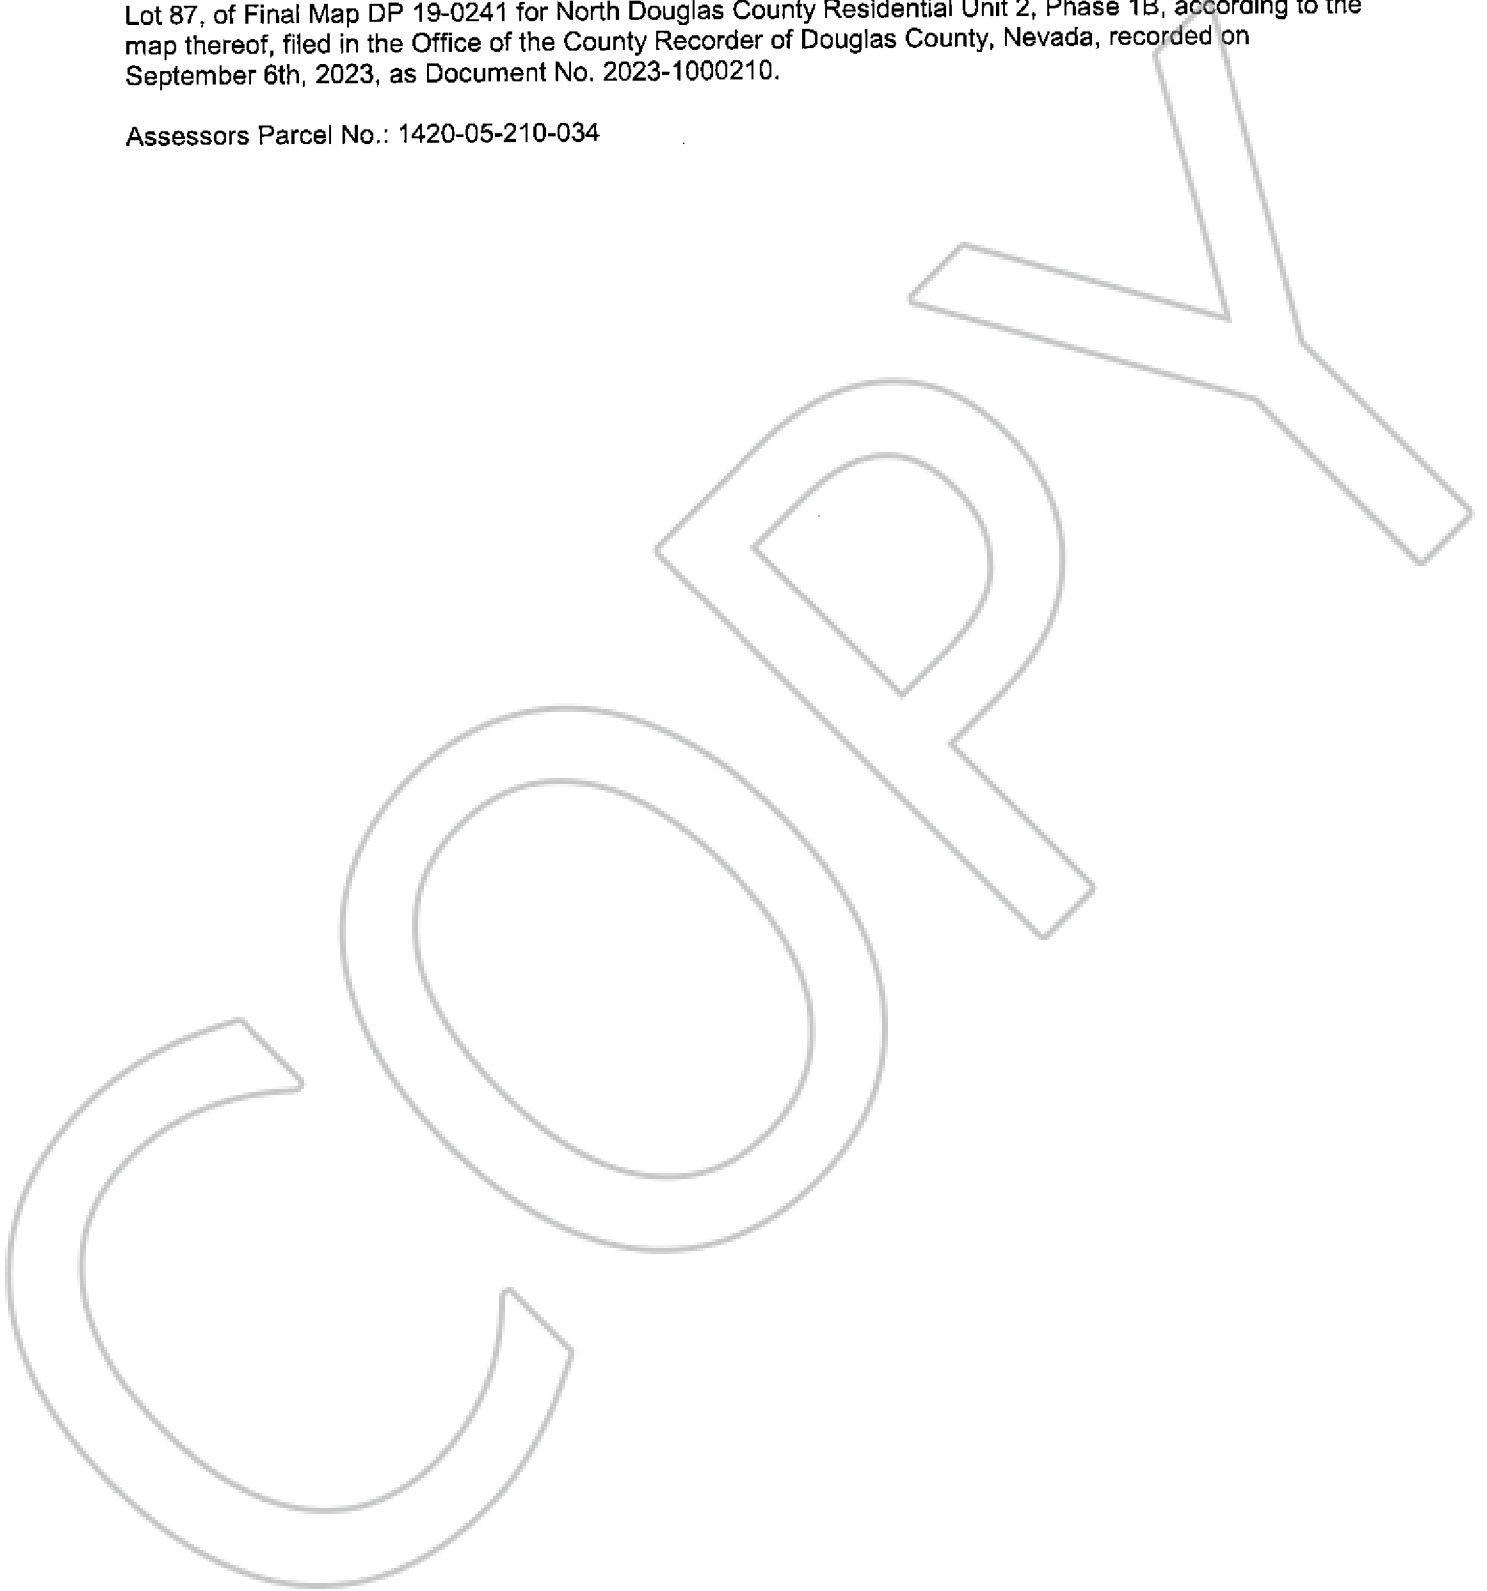 Lot 87, of Final Map DP 19-0241 for North Douglas County Residential Unit 2, Phase 1B, according to the
map thereof, filed in the Office of the County Recorder of Douglas County, Nevada, recorded on
September 6th, 2023, as Document No. 2023-1000210.
Assessors Parcel No.: 1420-05-210-034
COPY